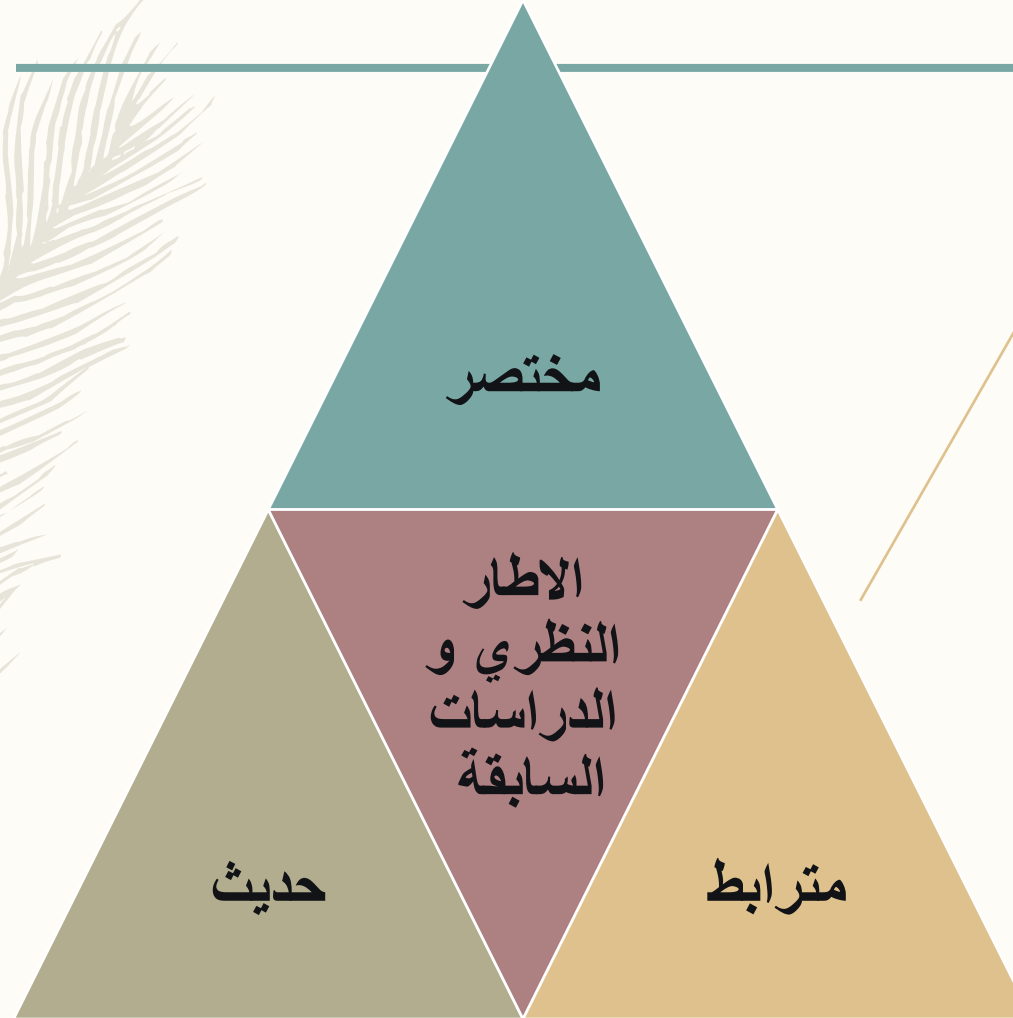 مختصر
الاطار
النظري و
الدراسات
السابقة
مترابط
حديث